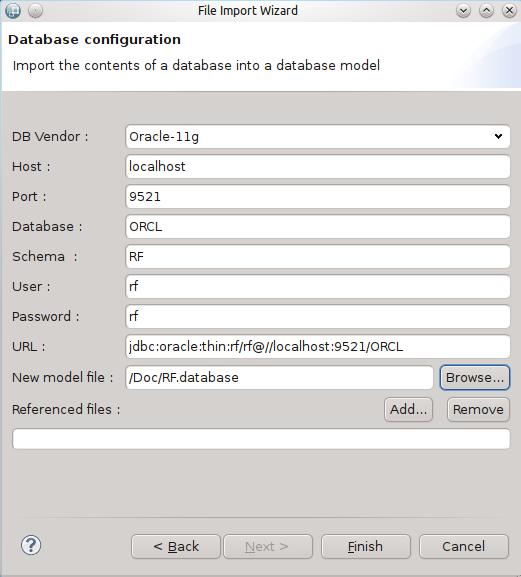 File Import Wizard
Database configuration
Import the contents of a database into a database model
DB Vendor : Oracle-11g
Host : localhost
Port : 9521
Database : ORCL
Schema : RF
User : rf
Password : rf
URL : jdbc:oracle:thin:rf/rf@//localhost:9521/ORCL
New model file : /Doc/RF.database Browse...
Referenced files : Add... Remove
? < Back Next > Finish Cancel